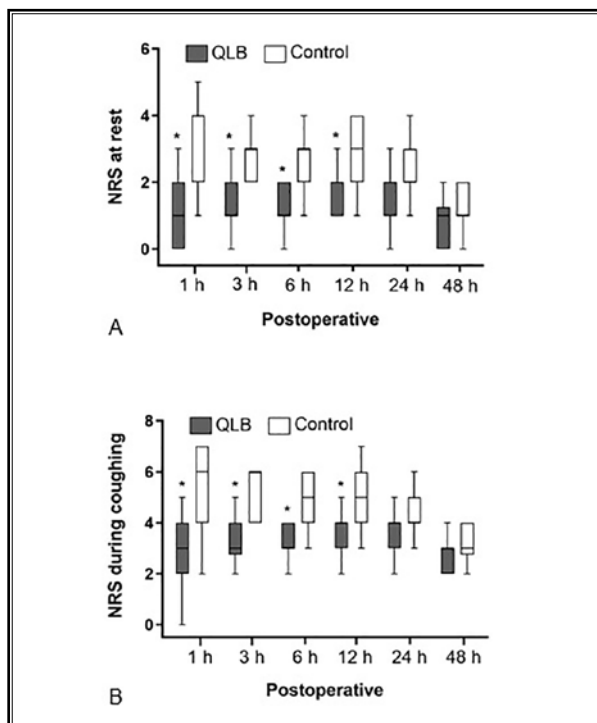 6
QLB Control
4
* * * *
2
0
NRS at rest
1 h 3 h 6 h 12 h 24 h 48 h
Postoperative
A
8
QLB Control
6
* * * *
4
2
0
NRS during coughing
1 h 3 h 6 h 12 h 24 h 48 h
Postoperative
B